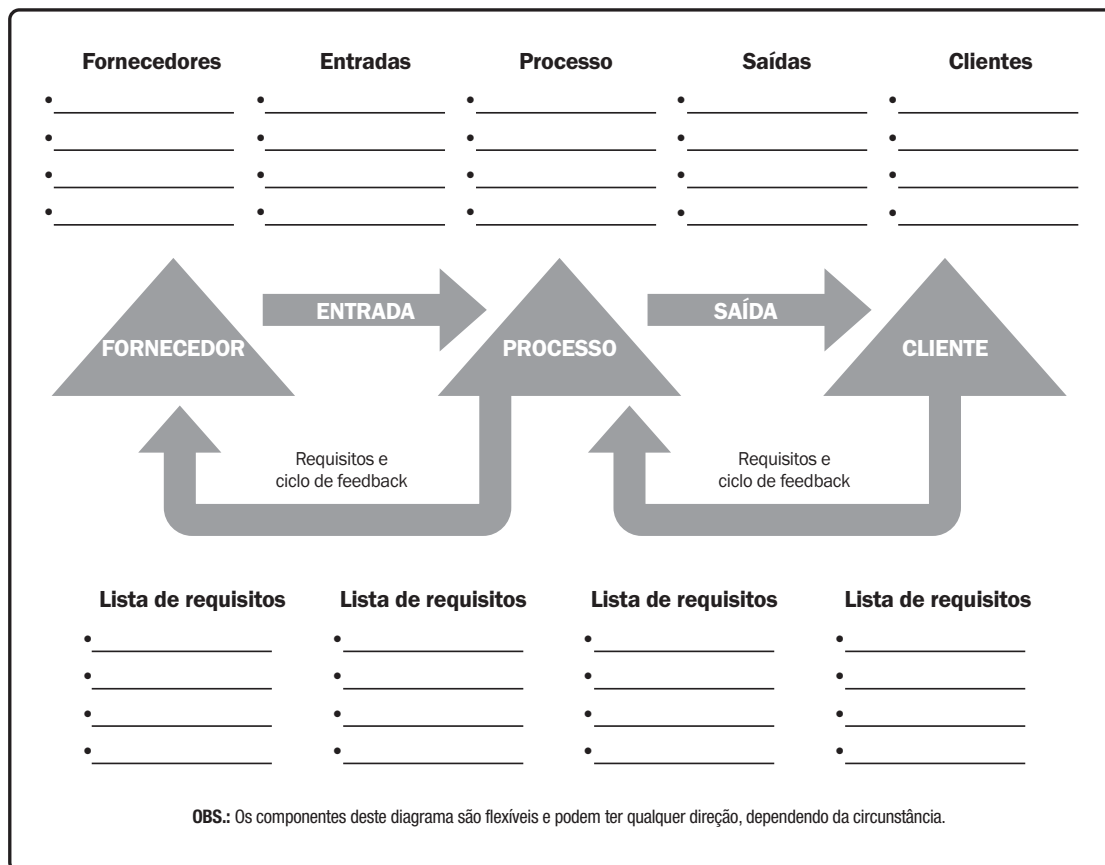 Fornecedores Entradas Processo Saídas Clientes
ENTRADA SAÍDA
FORNECEDOR PROCESSO CLIENTE
Requisitos e
ciclo de feedback
Requisitos e
ciclo de feedback
Lista de requisitos Lista de requisitos Lista de requisitos Lista de requisitos
OBS.: Os componentes deste diagrama são flexíveis e podem ter qualquer direção, dependendo da circunstância.